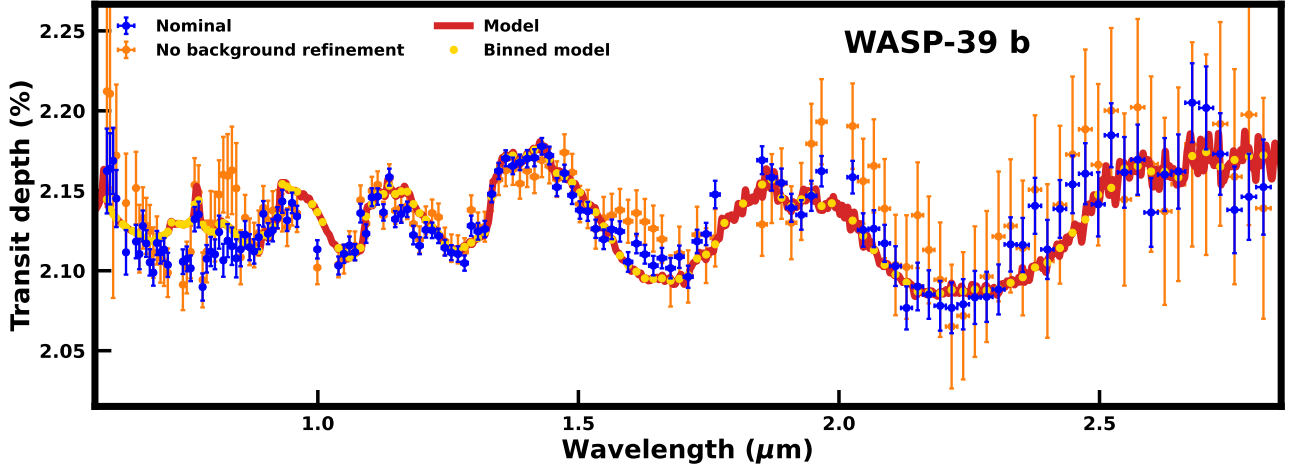 2.25
2.20
2.15
2.10
2.05
Transit depth (%)
Nominal
No background refinement
Model
Binned model
WASP-39 b
1.0
1.5
2.0
2.5
Wavelength (μm)